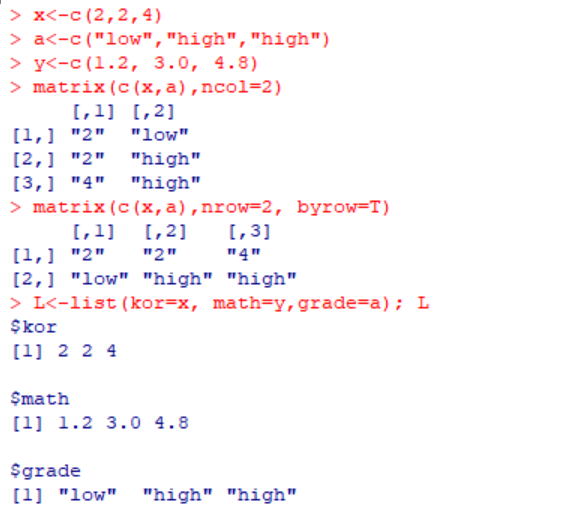 > x<-c(2,2,4)
> a<-c("low","high","high")
> y<-c(1.2, 3.0, 4.8)
> matrix(c(x,a),ncol=2)
     [,1] [,2]
[1,] "2"  "low"
[2,] "2"  "high"
[3,] "4"  "high"
> matrix(c(x,a),nrow=2, byrow=T)
     [,1]  [,2]   [,3]
[1,] "2"   "2"    "4"
[2,] "low" "high" "high"
> L<-list(kor=x, math=y,grade=a); L
$kor
[1] 2 2 4

$math
[1] 1.2 3.0 4.8

$grade
[1] "low"  "high" "high"